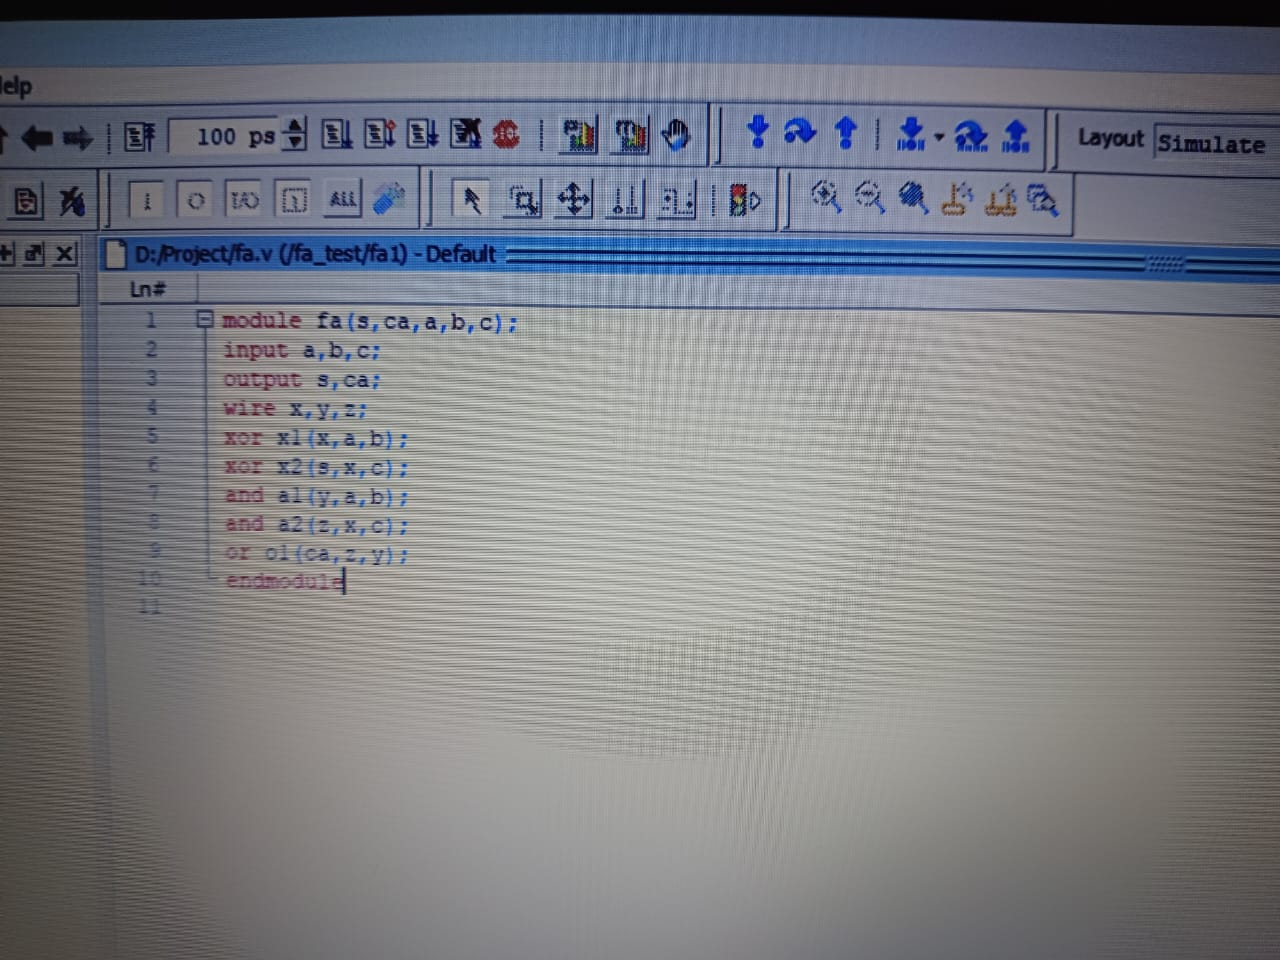 Help
100 ps
Layout Simulate
ALL
D:/Project/fa.v (/fa_test/fa1) - Default
Ln#
1 module fa(s,ca,a,b,c);
2 input a,b,c;
3 output s,ca;
4 wire x,y,z;
5 xor x1(x,a,b);
6 xor x2(s,x,c);
7 and a1(y,a,b);
8 and a2(z,x,c);
9 or o1(ca,z,y);
10 endmodule
11